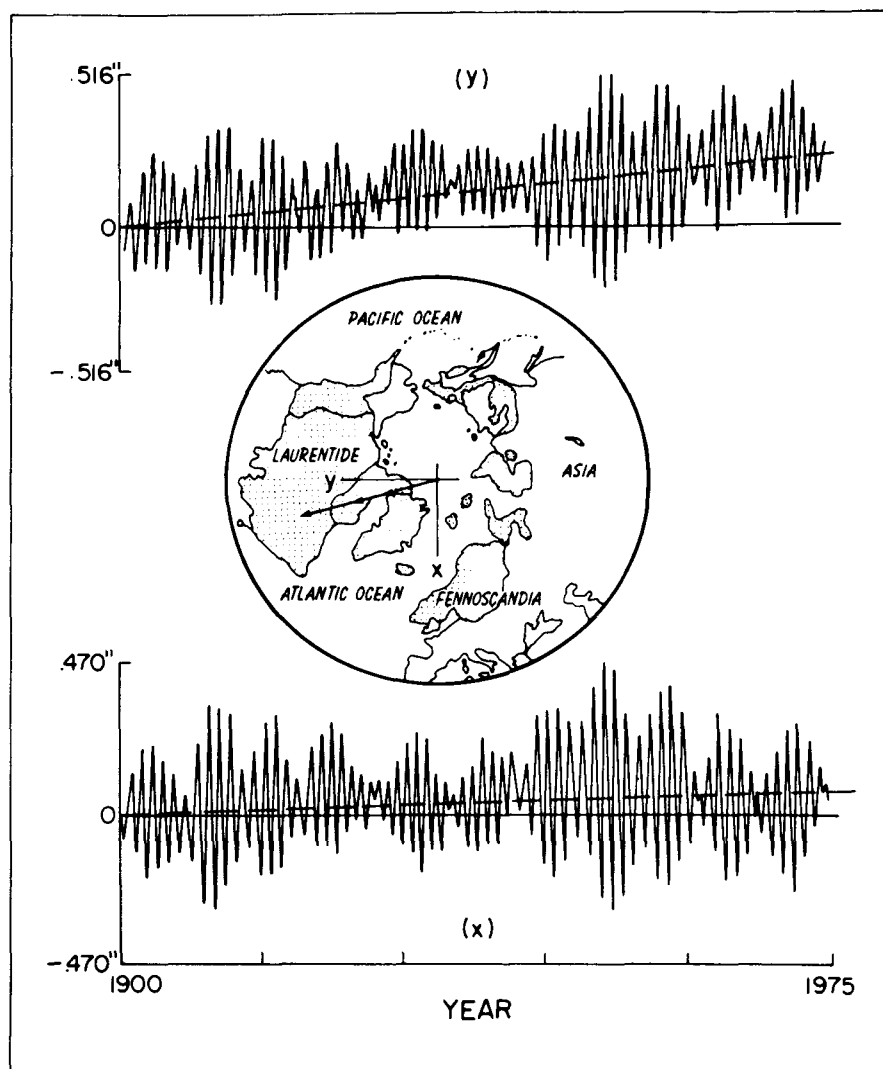 .516"
(y)
0
-.516"
PACIFIC OCEAN
LAURENTIDE
ASIA
y
x
ATLANTIC OCEAN
FENNOSCANDIA
.470"
0
(x)
-.470"
1900
1975
YEAR